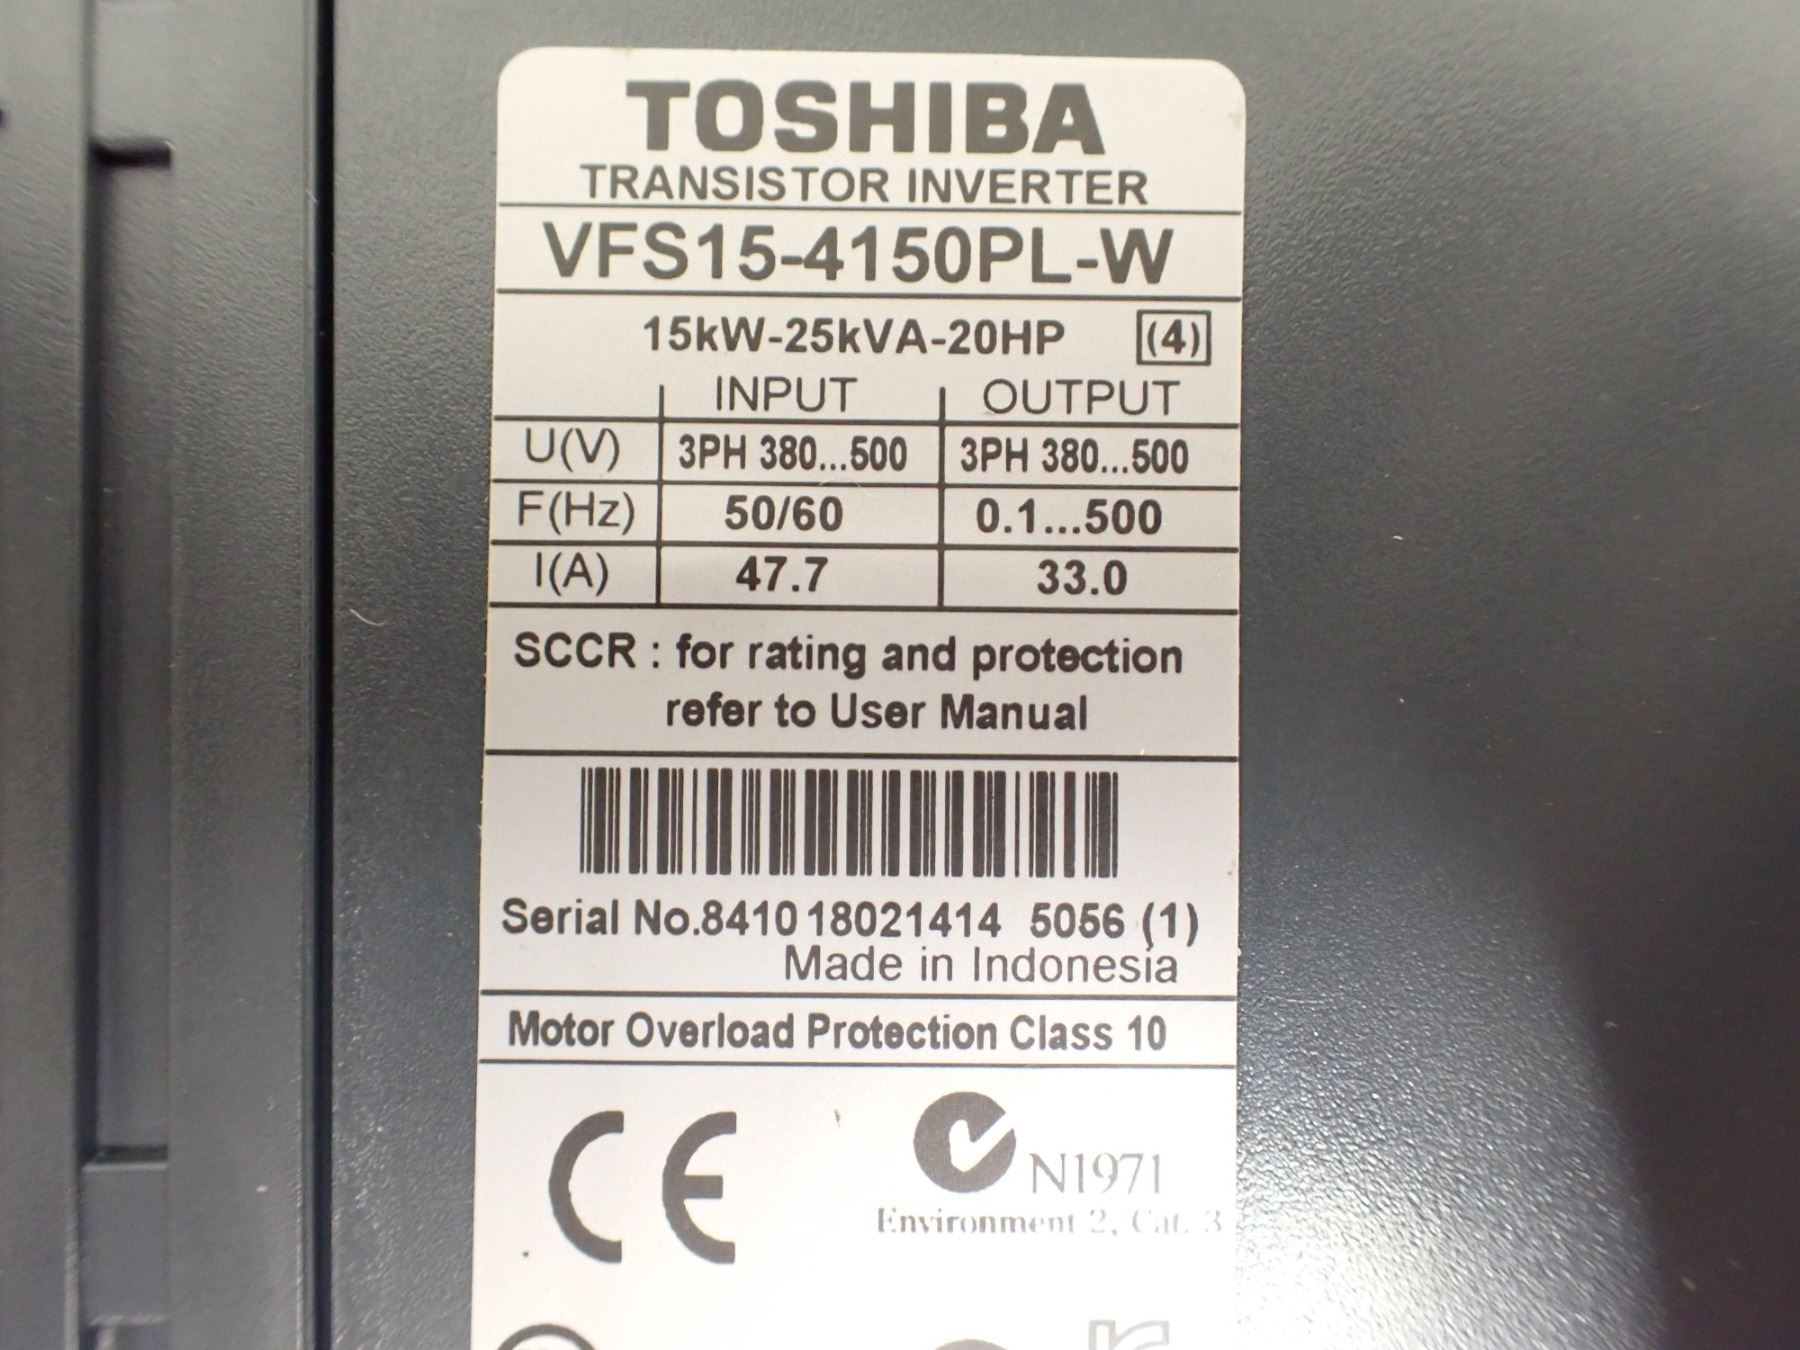 TOSHIBA
TRANSISTOR INVERTER
VFS15-4150PL-W
15kW-25kVA-20HP (4)
INPUT OUTPUT
U(V) 3PH 380...500 3PH 380...500
F(Hz) 50/60 0.1...500
I(A) 47.7 33.0
SCCR : for rating and protection
refer to User Manual
Serial No.8410 18021414 5056 (1)
Made in Indonesia
Motor Overload Protection Class 10
CE
N1971
Environment 2, Cat. 3